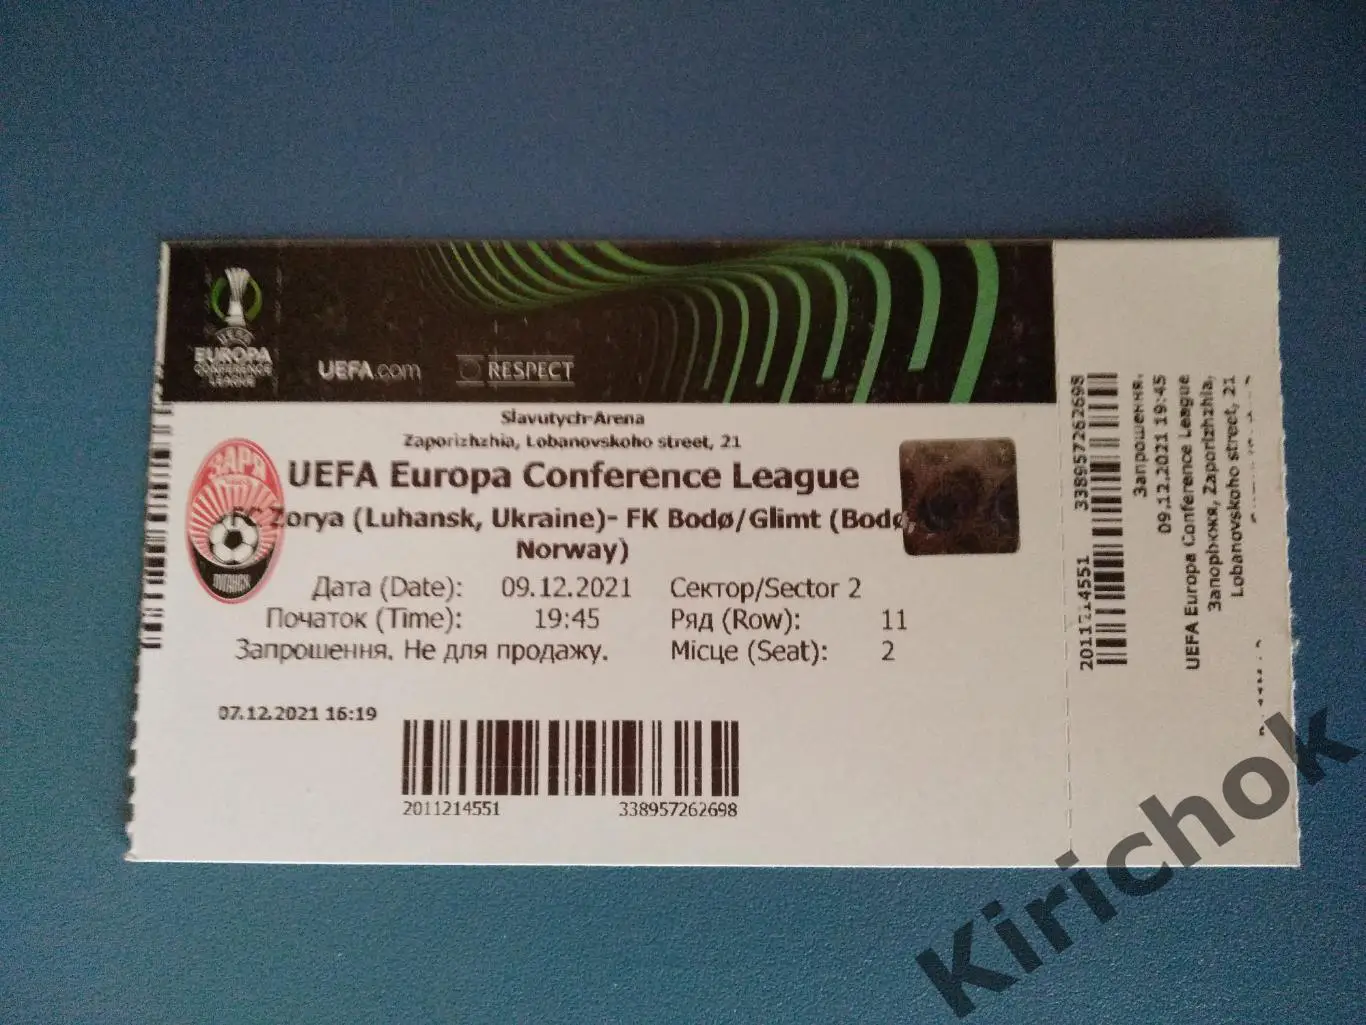 UEFA
EUROPA
CONFERENCE
LEAGUE
UEFA.com
RESPECT
Slavutych-Arena
Zaporizhzhia, Lobanovskoho street, 21
UEFA Europa Conference League
ЗАРЯ
ЛУГАНСК
FC Zorya (Luhansk, Ukraine)- FK Bodø/Glimt (Bodø,
Norway)
Дата (Date): 09.12.2021 Сектор/Sector 2
Початок (Time): 19:45 Ряд (Row): 11
Запрошення. Не для продажу. Місце (Seat): 2
07.12.2021 16:19
2011214551 338957262698
2011214551 338957262698
Запрошення.
09.12.2021 19:45
UEFA Europa Conference League
Запоріжжя, Zaporizhzhia,
Lobanovskoho street, 21
Kirichok